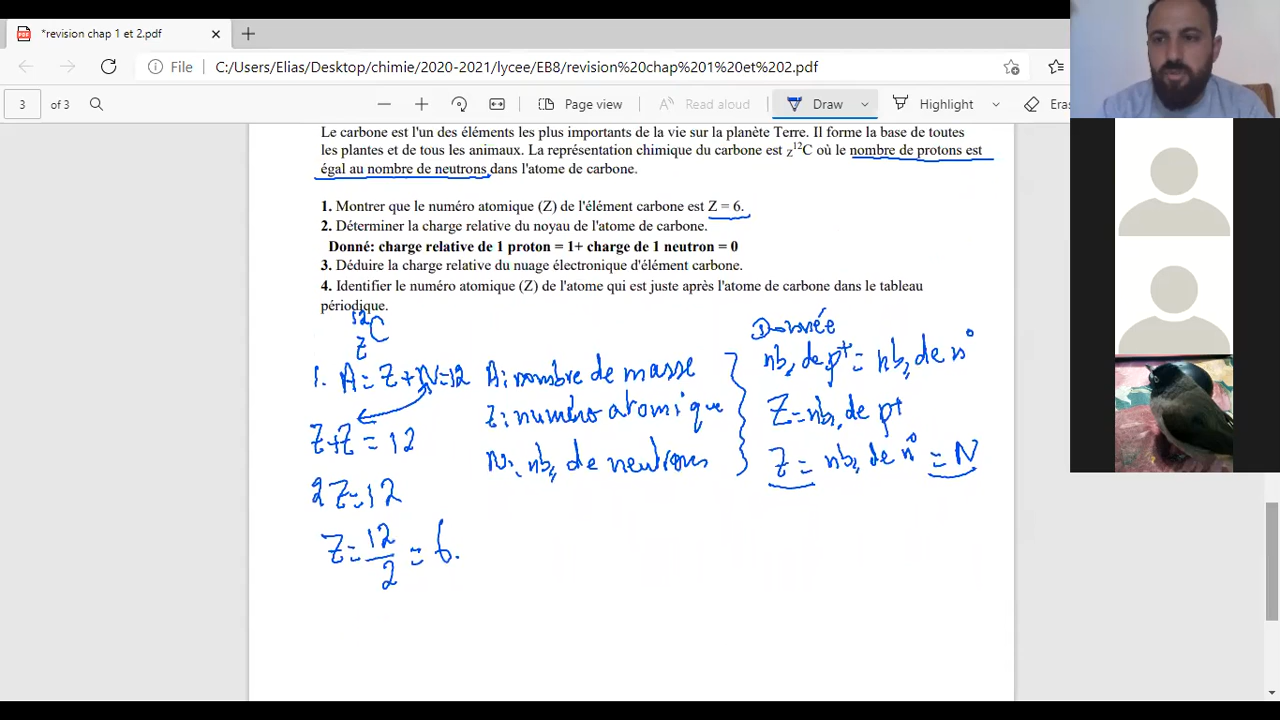 *revision chap 1 et 2.pdf
File C:/Users/Elias/Desktop/chimie/2020-2021/lycee/EB8/revision%20chap%201%20et%202.pdf
3 of 3 Page view Read aloud Draw Highlight Eras
Le carbone est l'un des éléments les plus importants de la vie sur la planète Terre. Il forme la base de toutes
les plantes et de tous les animaux. La représentation chimique du carbone est z¹²C où le nombre de protons est
égal au nombre de neutrons dans l'atome de carbone.
1. Montrer que le numéro atomique (Z) de l'élément carbone est Z = 6.
2. Déterminer la charge relative du noyau de l'atome de carbone.
Donné: charge relative de 1 proton = 1+ charge de 1 neutron = 0
3. Déduire la charge relative du nuage électronique d'élément carbone.
4. Identifier le numéro atomique (Z) de l'atome qui est juste après l'atome de carbone dans le tableau
périodique.
12
C
Z
1. A = Z + N = 12
Z+Z = 12
2Z = 12
Z = 12/2 = 6.
A: nombre de masse
Z: numéro atomique
N: nb de neutrons
Donnée
nb de p⁺ = nb de n⁰
Z = nb de p⁺
Z = nb de n⁰ = N